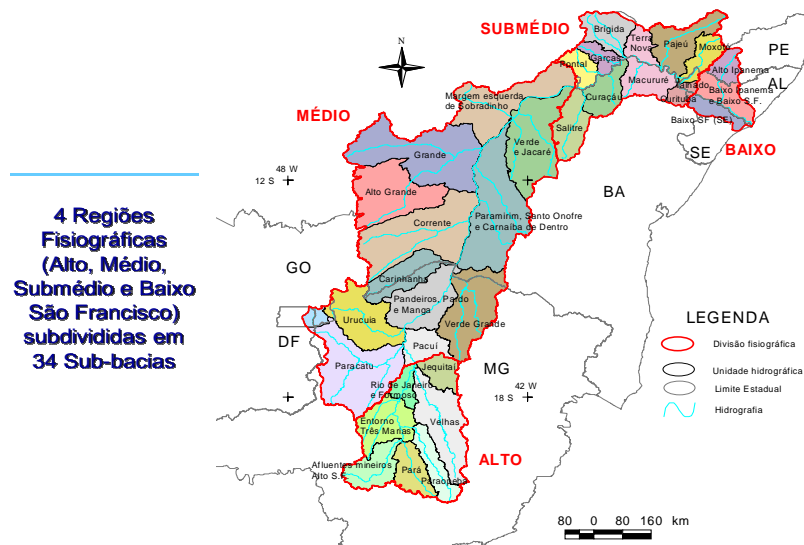 4 Regiões
Fisiográficas
(Alto, Médio,
Submédio e Baixo
São Francisco)
subdivididas em
34 Sub-bacias
SUBMÉDIO
MÉDIO
BAIXO
ALTO
Brígida
Terra
Nova
Pajeú
Moxotó
Garças
Pontal
Macururé
Alto Ipanema
Baixo Ipanema
e Baixo S.F.
Curituba
Baixo SF (SE)
Curaçáu
Salitre
Margem esquerda
de Sobradinho
Verde
e Jacaré
Grande
Alto Grande
Corrente
Paramirim, Santo Onofre
e Carnaíba de Dentro
Carinhanha
Pandeiros, Pardo
e Manga
Verde Grande
Urucuia
Pacuí
Paracatu
Jequitaí
Rio de Janeiro
e Formoso
Velhas
Entorno
Três Marias
Afluentes mineiros
Alto S.F.
Pará
Paraopeba
PE
AL
SE
BA
GO
DF
MG
48 W
12 S
42 W
18 S
LEGENDA
Divisão fisiográfica
Unidade hidrográfica
Limite Estadual
Hidrografia
80 0 80 160 km